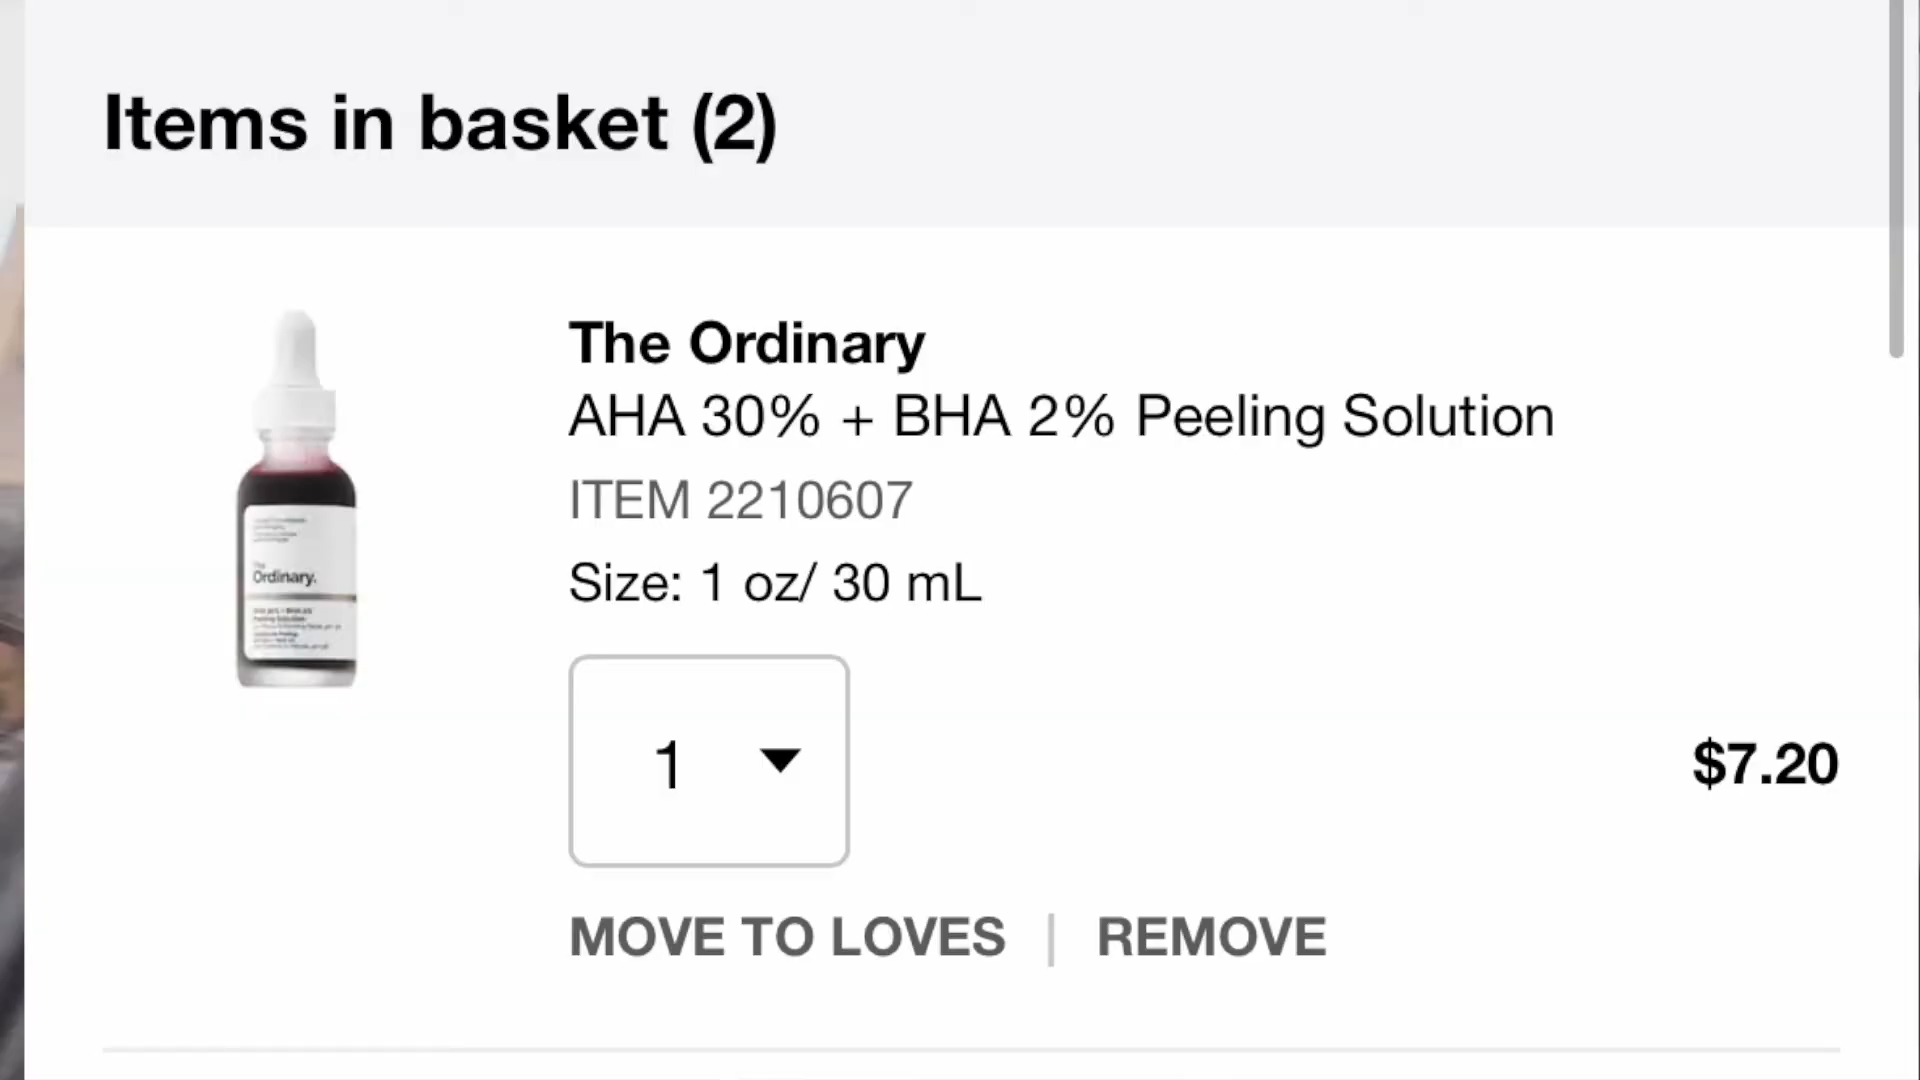 Items in basket (2)
The Ordinary
AHA 30% + BHA 2% Peeling Solution
ITEM 2210607
Size: 1 oz/ 30 mL
Ordinary.
1
$7.20
MOVE TO LOVES | REMOVE